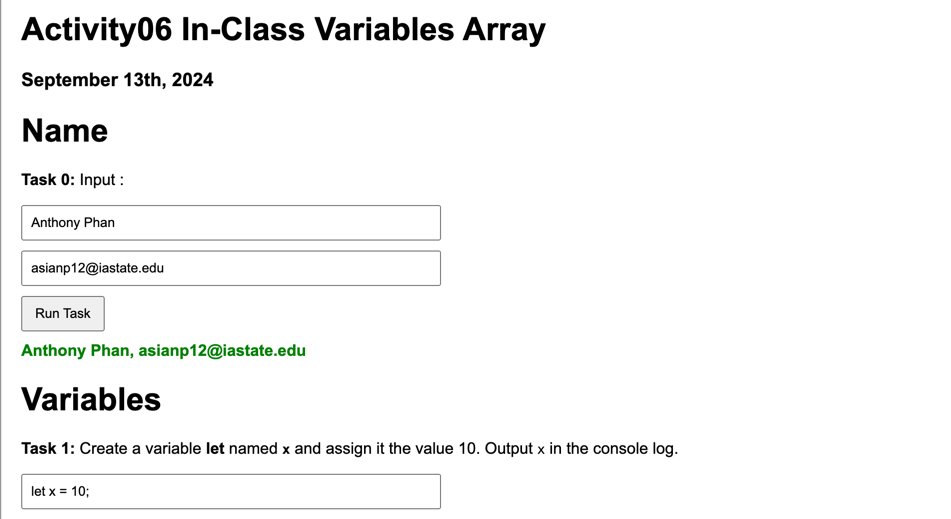 Activity06 In-Class Variables Array
September 13th, 2024
Name
Task 0: Input :
Anthony Phan
asianp12@iastate.edu
Run Task
Anthony Phan, asianp12@iastate.edu
Variables
Task 1: Create a variable let named x and assign it the value 10. Output x in the console log.
let x = 10;